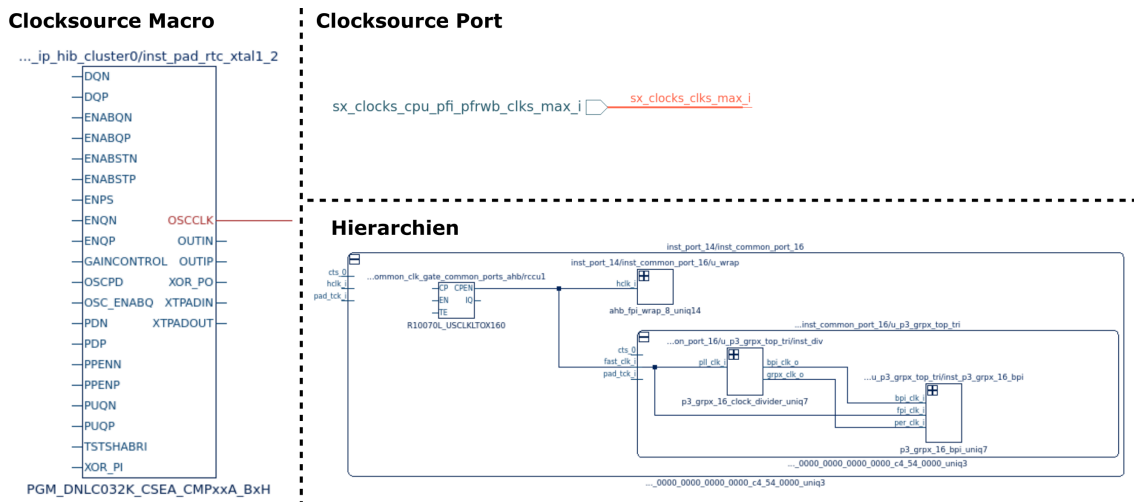 Clocksource Macro
..._ip_hib_cluster0/inst_pad_rtc_xtal1_2
DQN
DQP
ENABQN
ENABQP
ENABSTN
ENABSTP
ENPS
ENQN OSCCLK
ENQP OUTIN
GAINCONTROL OUTIP
OSCPD XOR_PO
OSC_ENABQ XTPADIN
PDN XTPADOUT
PDP
PPENN
PPENP
PUQN
PUQP
TSTSHABRI
XOR_PI
PGM_DNLC032K_CSEA_CMPxxA_BxH
Clocksource Port
sx_clocks_cpu_pfi_pfrwb_clks_max_i
sx_clocks_clks_max_i
Hierarchien
inst_port_14/inst_common_port_16
cts_0
hclk_i
pad_tck_i
...ommon_clk_gate_common_ports_ahb/rccu1
CP CPEN
EN IQ
TE
R10070L_USCLKLTOX160
inst_port_14/inst_common_port_16/u_wrap
hclk_i
ahb_fpi_wrap_8_uniq14
...inst_common_port_16/u_p3_grpx_top_tri
cts_0
fast_clk_i
pad_tck_i
...on_port_16/u_p3_grpx_top_tri/inst_div
pll_clk_i
bpi_clk_o
grpx_clk_o
p3_grpx_16_clock_divider_uniq7
...u_p3_grpx_top_tri/inst_p3_grpx_16_bpi
bpi_clk_i
fpi_clk_i
per_clk_i
p3_grpx_16_bpi_uniq7
..._0000_0000_0000_0000_c4_54_0000_uniq3
..._0000_0000_0000_0000_c4_54_0000_uniq3